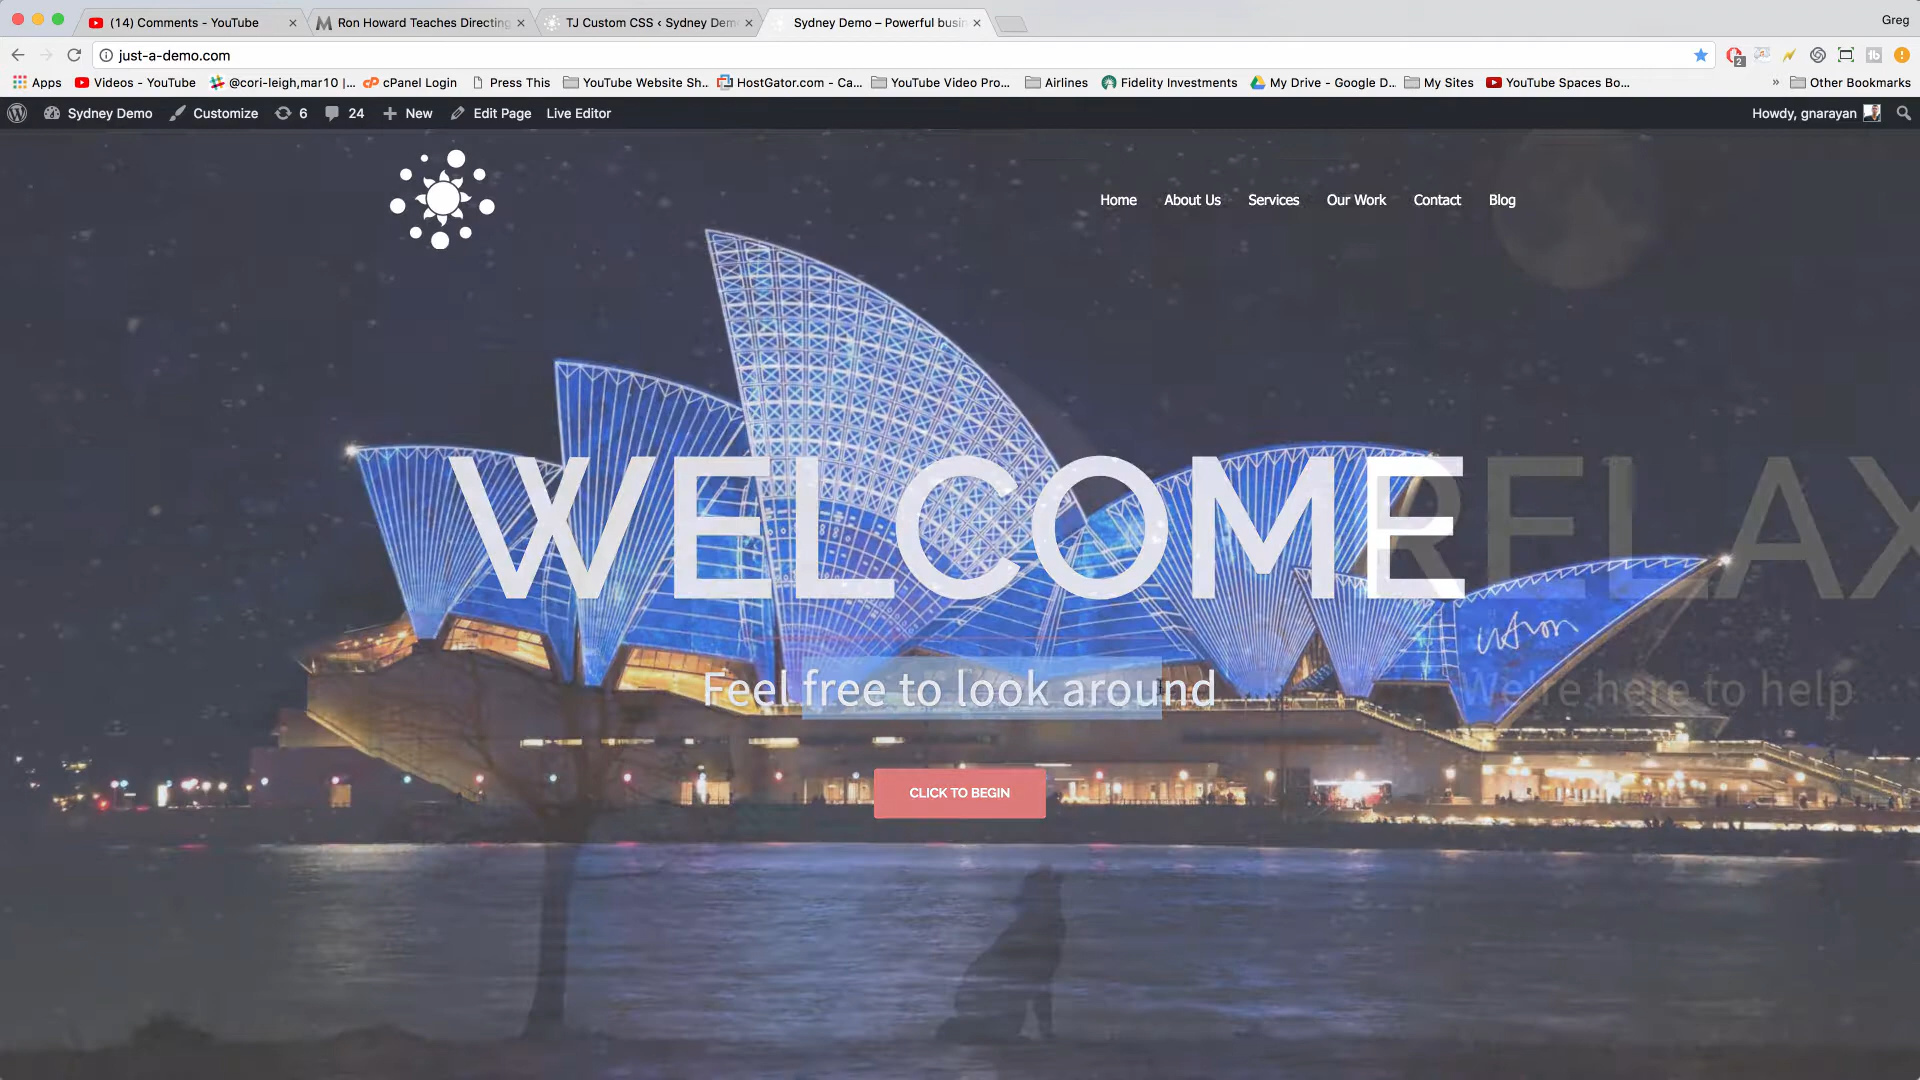 (14) Comments - YouTube
Ron Howard Teaches Directing
TJ Custom CSS ‹ Sydney Dem
Sydney Demo – Powerful busin
Greg
just-a-demo.com
2
Apps
Videos - YouTube
@cori-leigh,mar10 |...
cPanel Login
Press This
YouTube Website Sh...
HostGator.com - Ca...
YouTube Video Pro...
Airlines
Fidelity Investments
My Drive - Google D...
My Sites
YouTube Spaces Bo...
» Other Bookmarks
Sydney Demo
Customize
6
24
New
Edit Page
Live Editor
Howdy, gnarayan
Home
About Us
Services
Our Work
Contact
Blog
WELCOME
RELAX
Feel free to look around
We're here to help
CLICK TO BEGIN